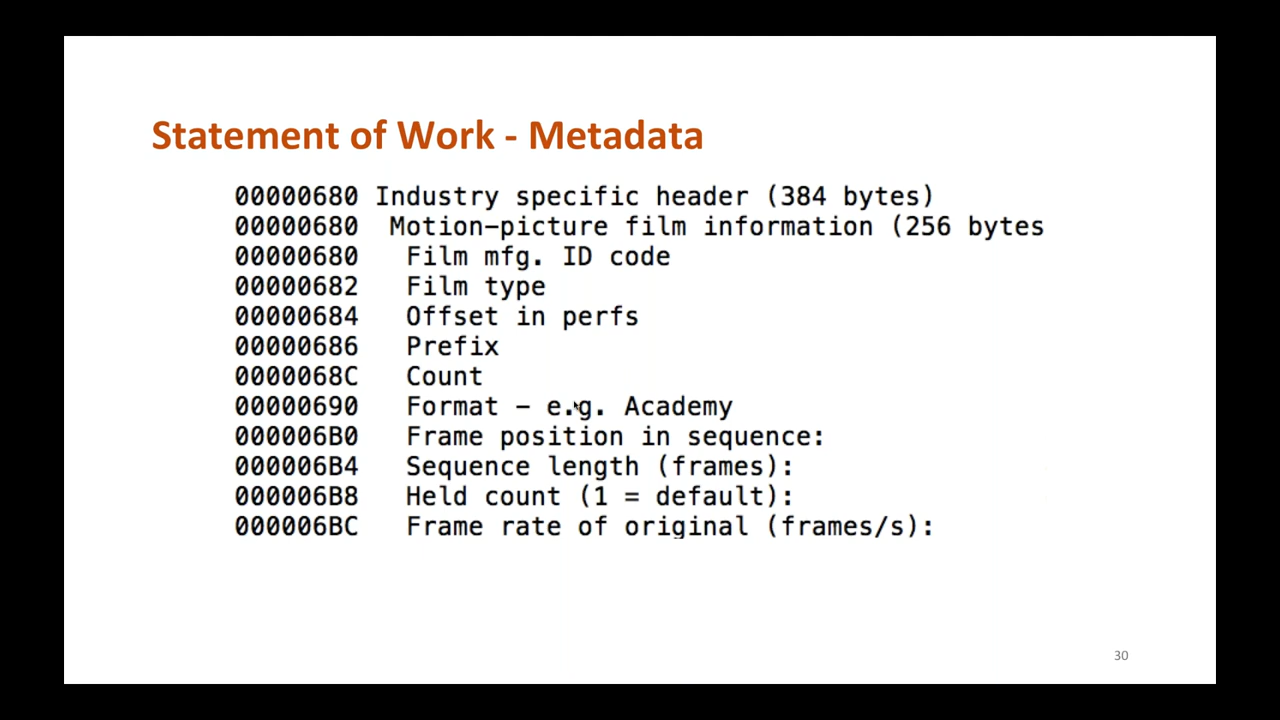 Statement of Work - Metadata
00000680 Industry specific header (384 bytes)
00000680 Motion-picture film information (256 bytes
00000680 Film mfg. ID code
00000682 Film type
00000684 Offset in perfs
00000686 Prefix
0000068C Count
00000690 Format - e.g. Academy
000006B0 Frame position in sequence:
000006B4 Sequence length (frames):
000006B8 Held count (1 = default):
000006BC Frame rate of original (frames/s):
30